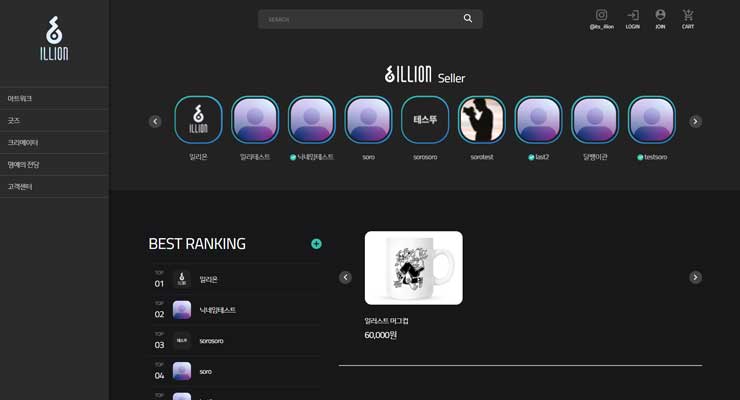 ILLION
SEARCH
@its_illion
LOGIN
JOIN
CART
아트워크
굿즈
크리에이터
명예의 전당
고객센터
ILLION Seller
ILLION
테스뚜
일리온
일리테스트
닉네임테스트
soro
sorosoro
sorotest
last2
달팽이관
testsoro
BEST RANKING
TOP
01
일리온
TOP
02
닉네임테스트
TOP
03
테스뚜
sorosoro
TOP
04
soro
일러스트 머그컵
60,000원